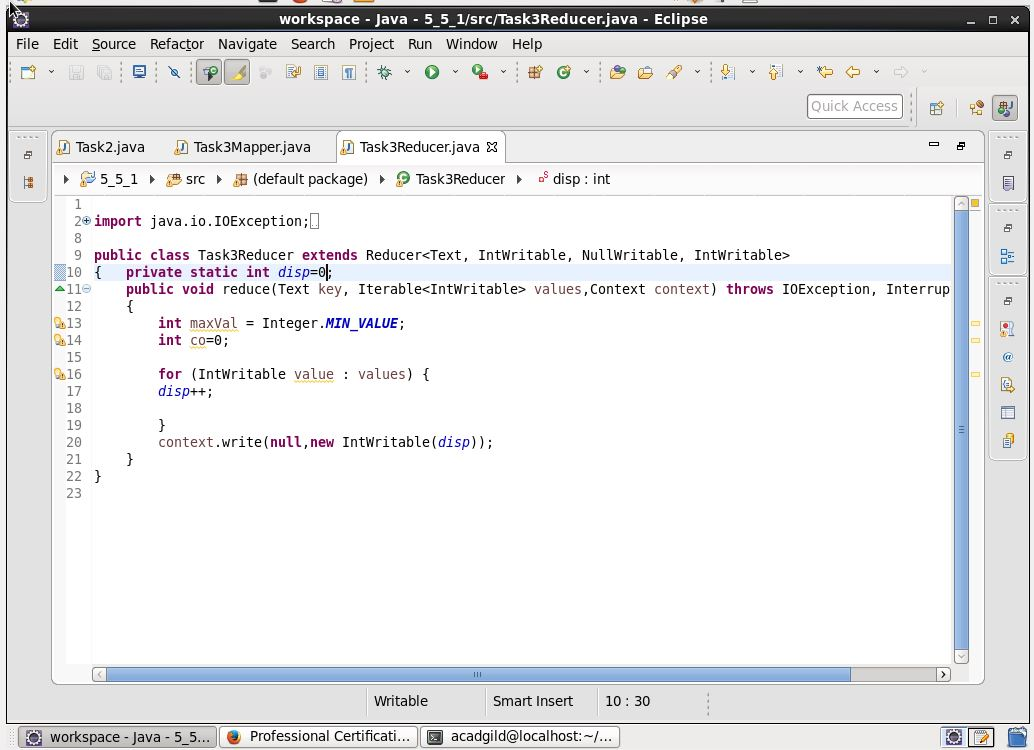 workspace - Java - 5_5_1/src/Task3Reducer.java - Eclipse
File Edit Source Refactor Navigate Search Project Run Window Help
Quick Access
Task2.java Task3Mapper.java Task3Reducer.java
5_5_1 src (default package) Task3Reducer disp : int
1
2 import java.io.IOException;
8
9 public class Task3Reducer extends Reducer<Text, IntWritable, NullWritable, IntWritable>
10 { private static int disp=0;
11 public void reduce(Text key, Iterable<IntWritable> values,Context context) throws IOException, Interrup
12 {
13 int maxVal = Integer.MIN_VALUE;
14 int co=0;
15
16 for (IntWritable value : values) {
17 disp++;
18
19 }
20 context.write(null,new IntWritable(disp));
21 }
22 }
23
Writable Smart Insert 10 : 30
workspace - Java - 5_5... Professional Certificati... acadgild@localhost:~/...